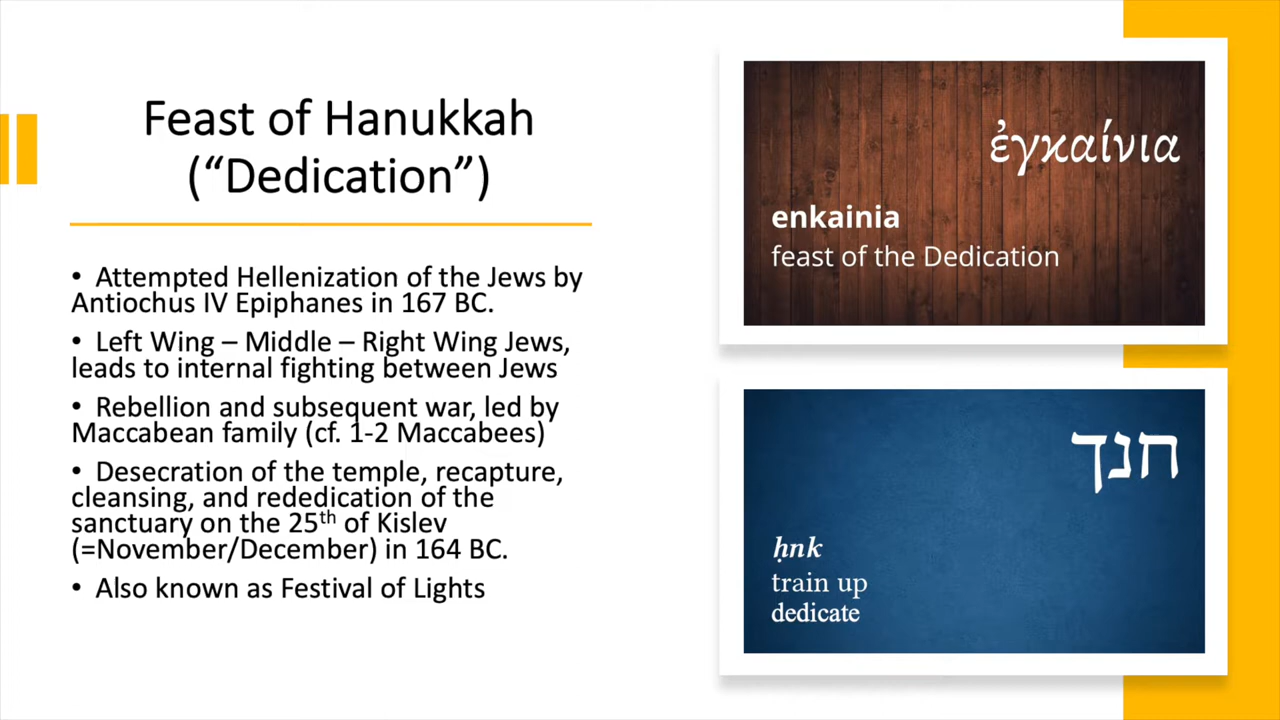 Feast of Hanukkah
(“Dedication”)
• Attempted Hellenization of the Jews by
Antiochus IV Epiphanes in 167 BC.
• Left Wing – Middle – Right Wing Jews,
leads to internal fighting between Jews
• Rebellion and subsequent war, led by
Maccabean family (cf. 1-2 Maccabees)
• Desecration of the temple, recapture,
cleansing, and rededication of the
sanctuary on the 25th of Kislev
(=November/December) in 164 BC.
• Also known as Festival of Lights
ἐγκαίνια
enkainia
feast of the Dedication
חנך
ḥnk
train up
dedicate